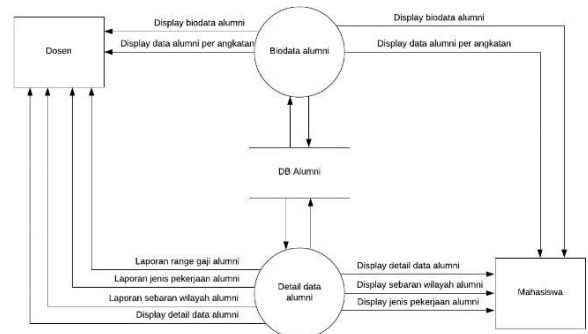 Display biodata alumni
Display data alumni per angkatan
Dosen
Biodata alumni
Display biodata alumni
Display data alumni per angkatan
DB Alumni
Laporan range gaji alumni
Laporan jenis pekerjaan alumni
Laporan sebaran wilayah alumni
Display detail data alumni
Detail data
alumni
Display detail data alumni
Display sebaran wilayah alumni
Display jenis pekerjaan alumni
Mahasiswa